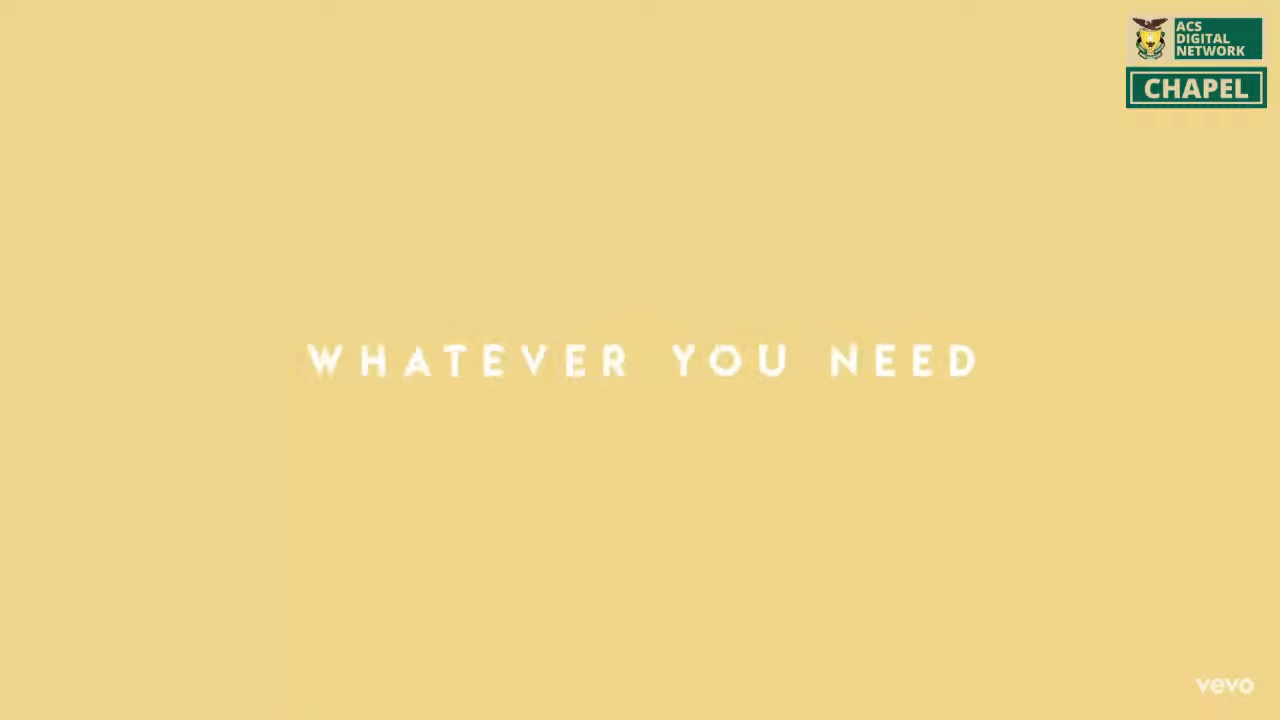 ACS
DIGITAL
NETWORK
CHAPEL
WHATEVER YOU NEED
vevo